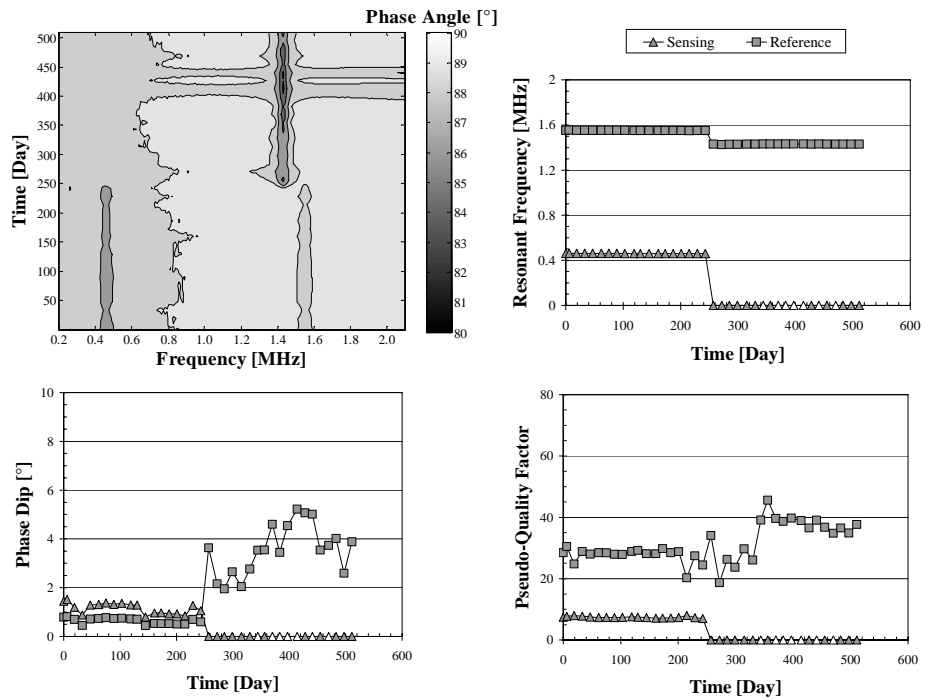 Phase Angle [°]
500
450
400
350
300
250
200
150
100
50
Time [Day]
0.2 0.4 0.6 0.8 1.0 1.2 1.4 1.6 1.8 2.0
Frequency [MHz]
90
89
88
87
86
85
84
83
82
81
80
Sensing Reference
2
1.6
1.2
0.8
0.4
0
Resonant Frequency [MHz]
0 100 200 300 400 500 600
Time [Day]
10
8
6
4
2
0
Phase Dip [°]
0 100 200 300 400 500 600
Time [Day]
80
60
40
20
0
Pseudo-Quality Factor
0 100 200 300 400 500 600
Time [Day]